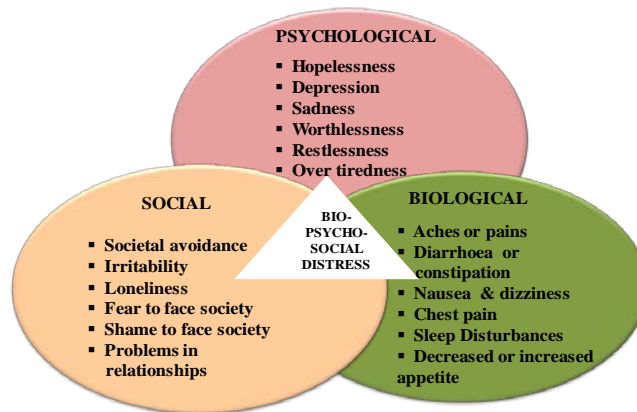 PSYCHOLOGICAL
▪ Hopelessness
▪ Depression
▪ Sadness
▪ Worthlessness
▪ Restlessness
▪ Over tiredness
SOCIAL
▪ Societal avoidance
▪ Irritability
▪ Loneliness
▪ Fear to face society
▪ Shame to face society
▪ Problems in
relationships
BIO-
PSYCHO-
SOCIAL
DISTRESS
BIOLOGICAL
▪ Aches or pains
▪ Diarrhoea or
constipation
▪ Nausea & dizziness
▪ Chest pain
▪ Sleep Disturbances
▪ Decreased or increased
appetite